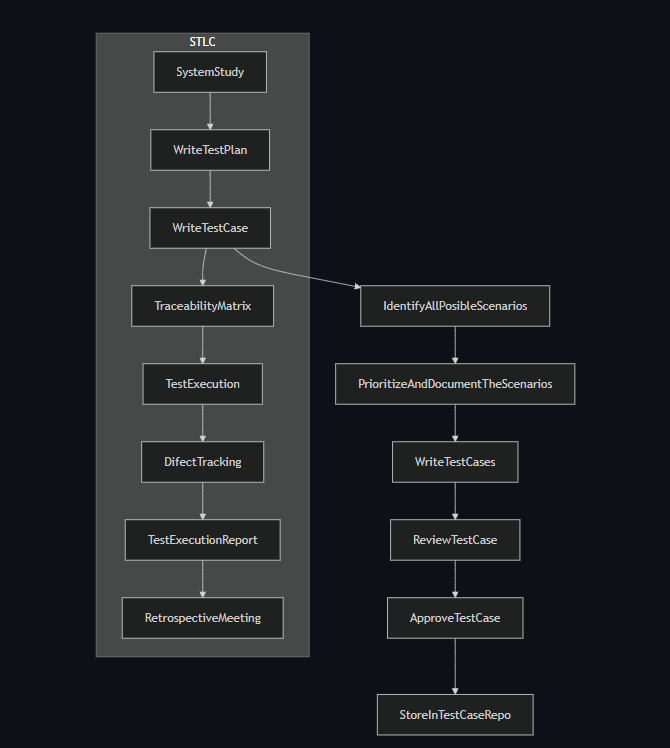 STLC
SystemStudy
WriteTestPlan
WriteTestCase
TraceabilityMatrix
TestExecution
DifectTracking
TestExecutionReport
RetrospectiveMeeting
IdentifyAllPosibleScenarios
PrioritizeAndDocumentTheScenarios
WriteTestCases
ReviewTestCase
ApproveTestCase
StoreInTestCaseRepo